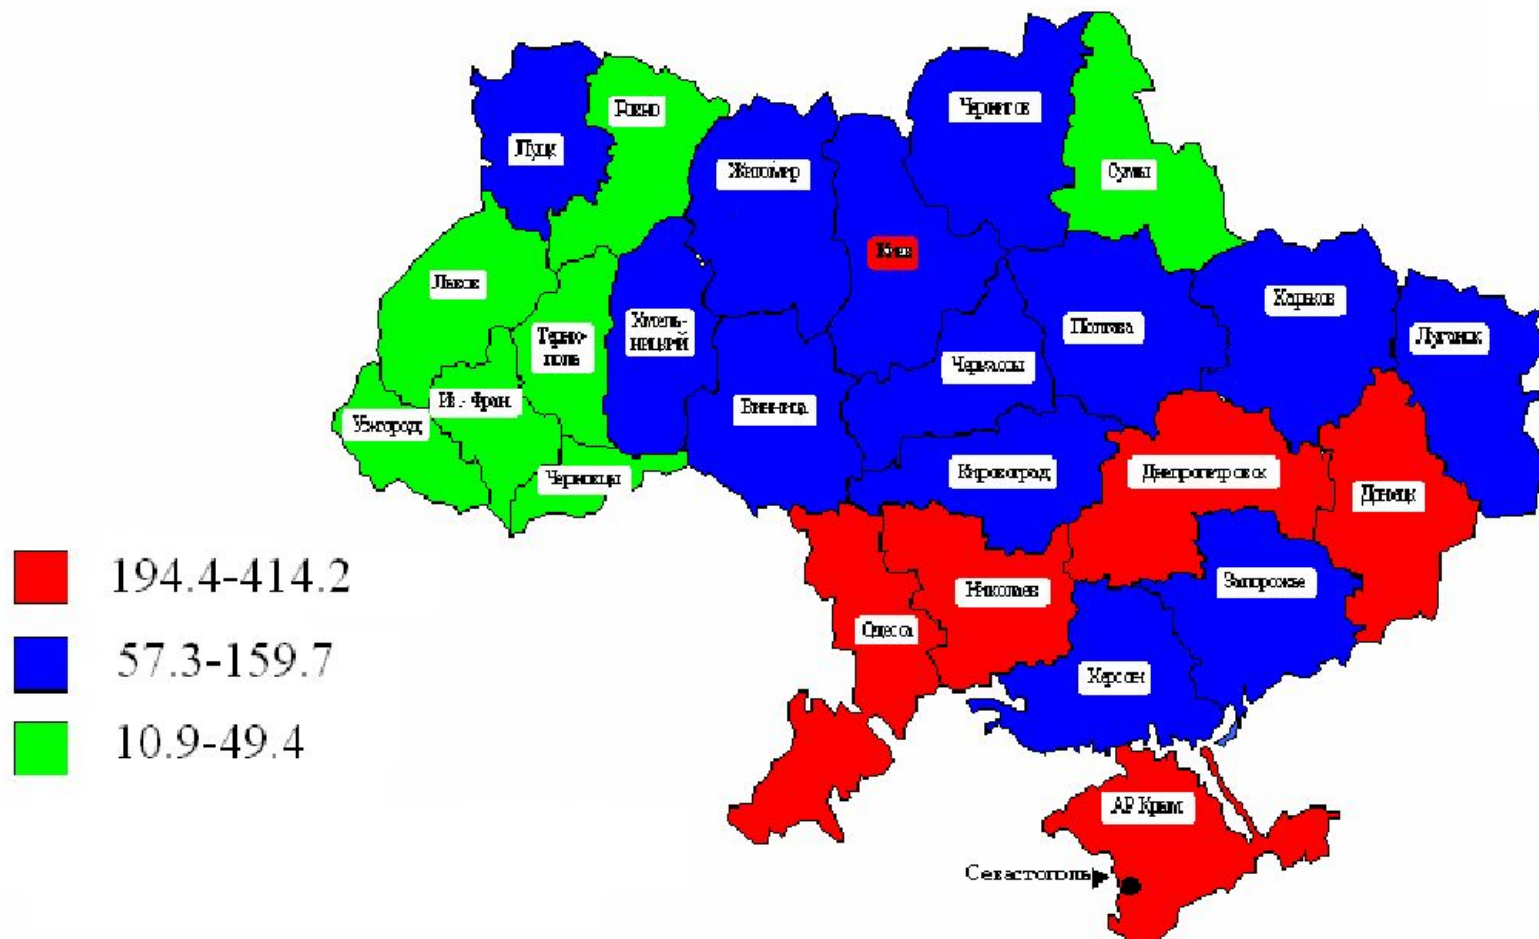 Ровно
Чернигов
Луцк
Житомир
Сумы
Киев
Львов
Харьков
Хмель-
ницкий
Терно-
поль
Полтава
Луганск
Черкассы
Ив.- Фран.
Винница
Ужгород
Черновцы
Кировоград
Днепропетровск
Донецк
194.4-414.2
Николаев
Запорожье
Одесса
57.3-159.7
Херсон
10.9-49.4
АР Крым
Севастополь